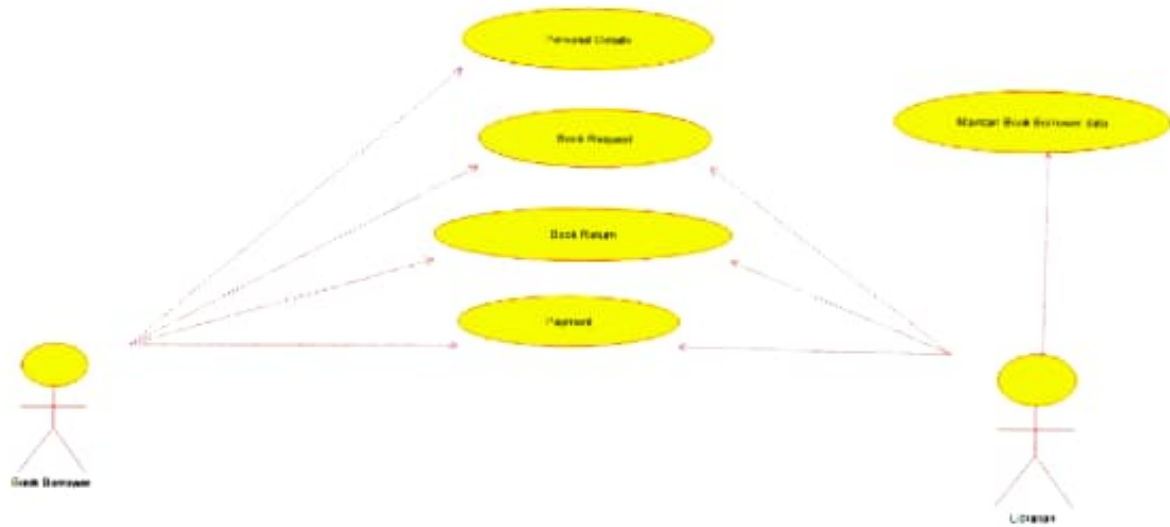 Personal Details
Book Request
Maintain Book Borrower data
Book Return
Payment
Book Borrower
Librarian